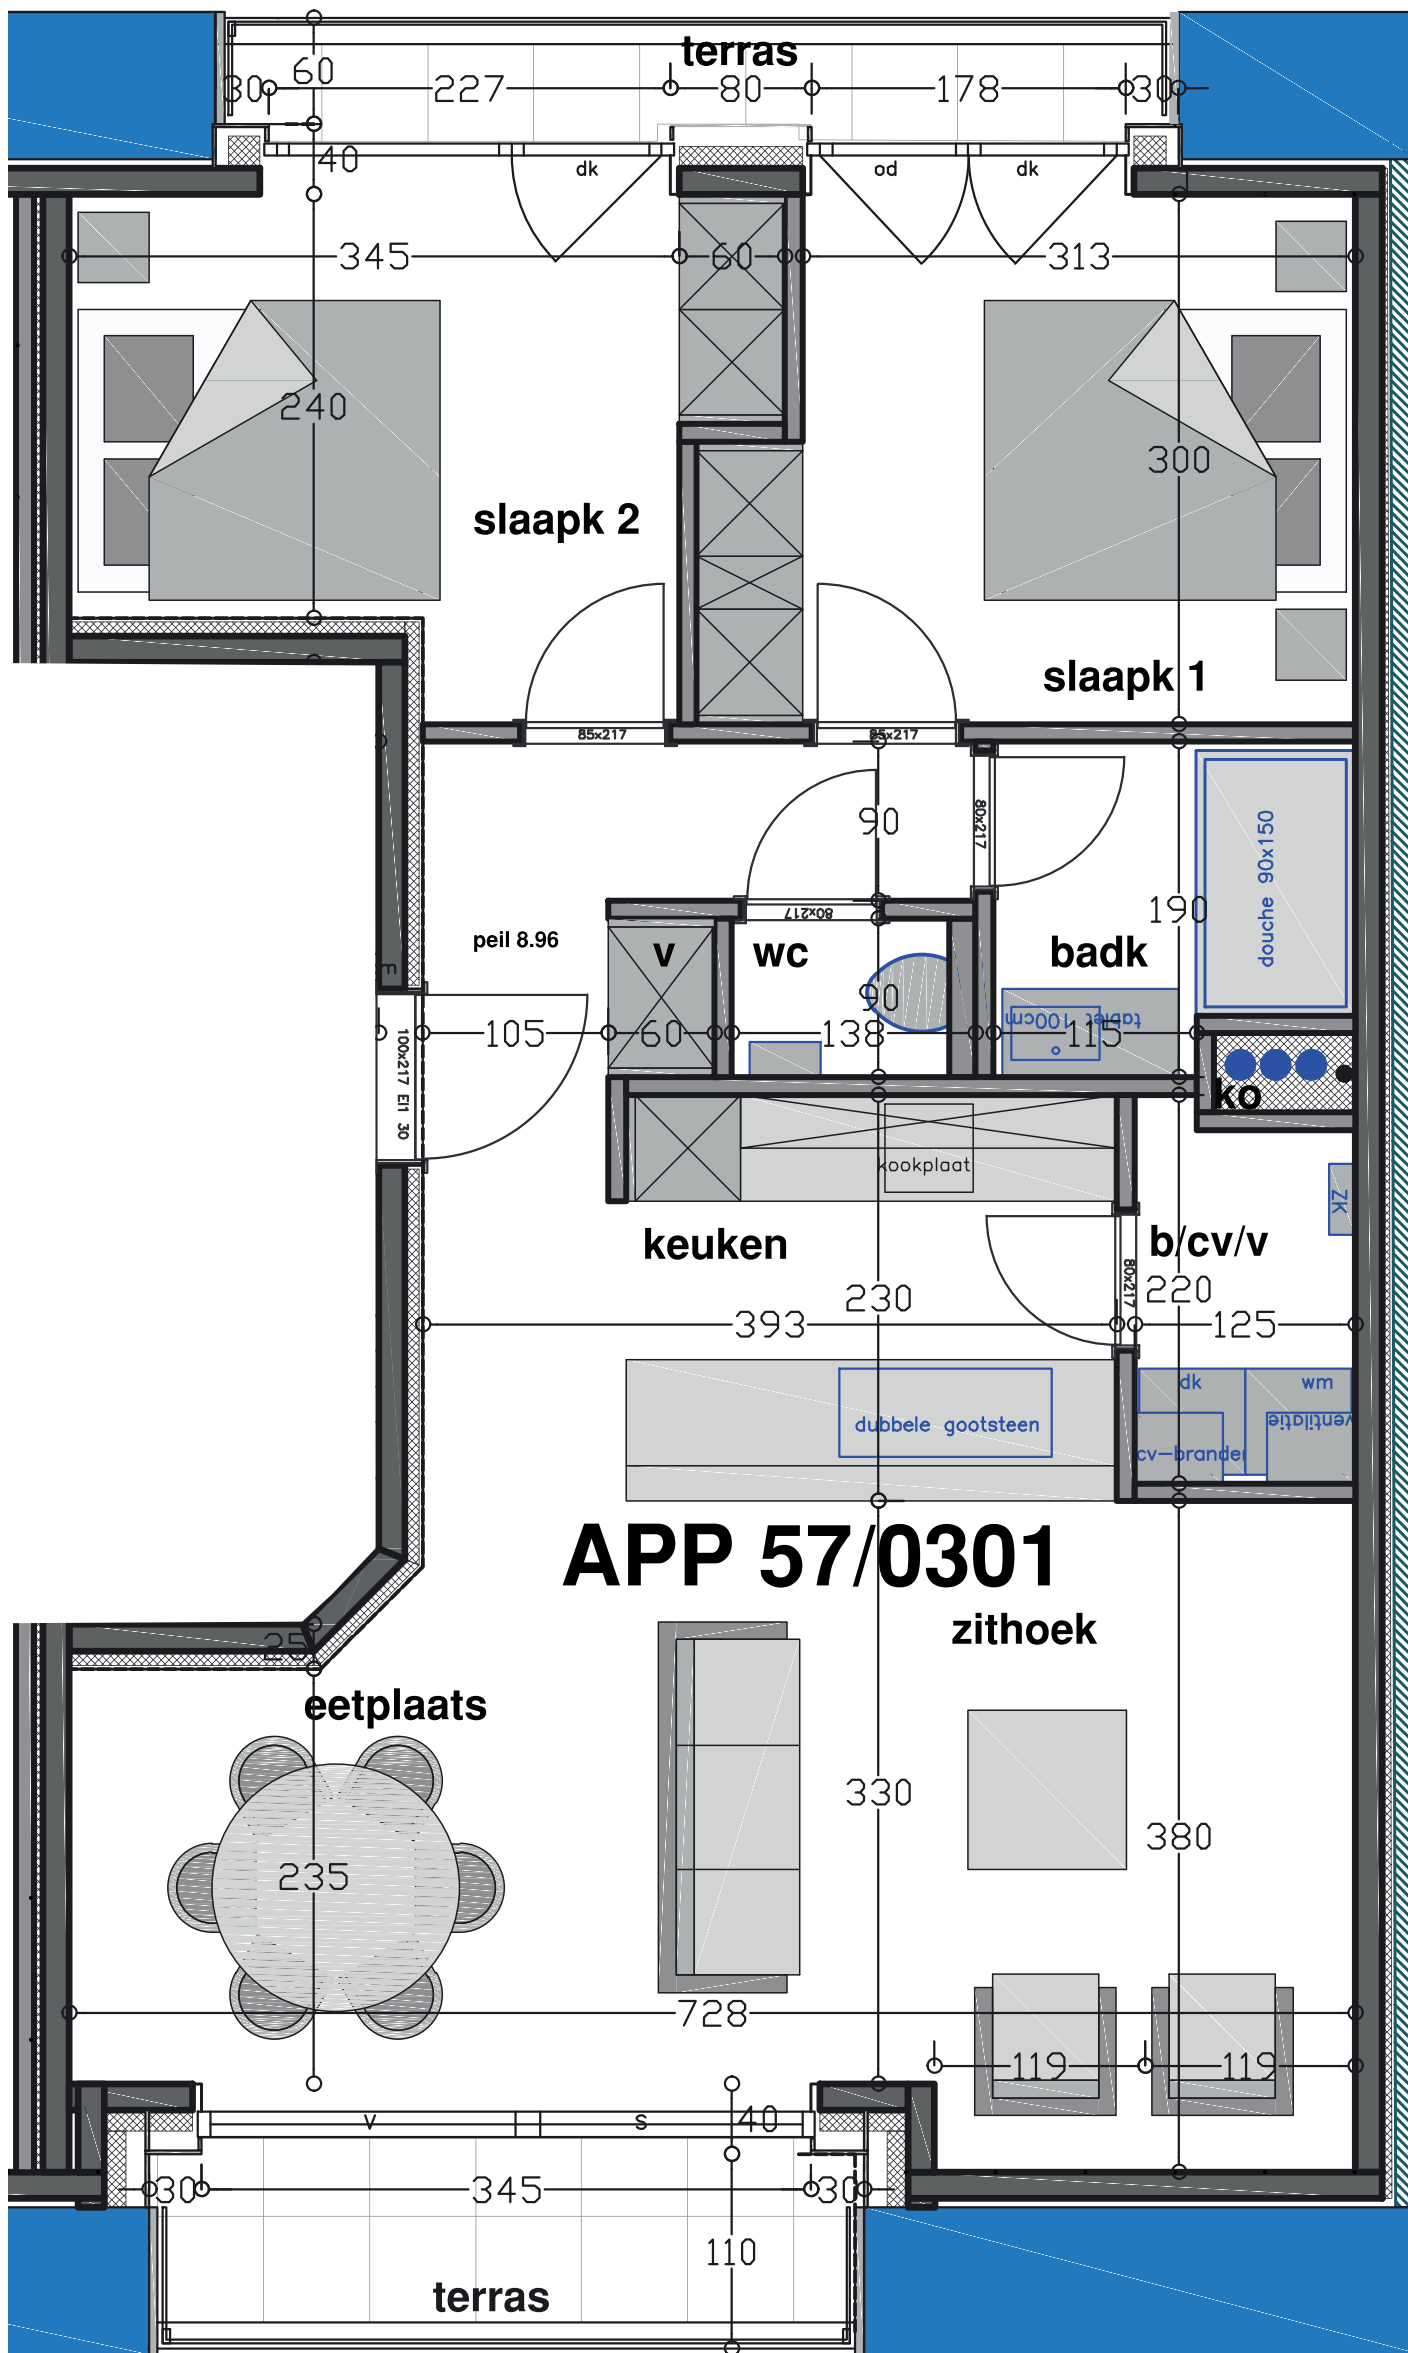 terras
60
30 227 80 178 30
40 dk od dk
345 60 313
240
300
slaapk 2
slaapk 1
85x217 85x217
90
80x217
douche 90x150
190
80x217
peil 8.96
v wc badk
90
tablet 100cm
105 60 138 115
100x217 EI1 30
ko
kookplaat
ZK
keuken b/cv/v
80x217
230 220
393 125
dk wm
dubbele gootsteen
ventilatie
cv-brander
APP 57/0301
zithoek
25
eetplaats
330
380
235
728
119 119
V S 40
30 345 30
110
terras